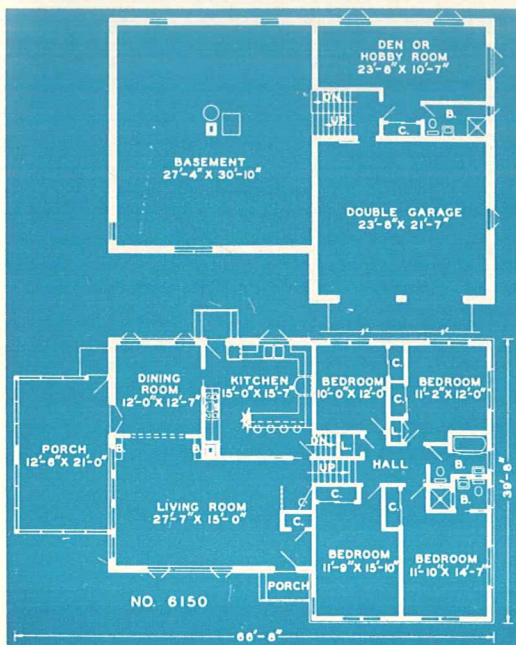 DEN OR
HOBBY ROOM
23'-8" X 10'-7"
DN.
UP
C.
B.
BASEMENT
27'-4" X 30'-10"
DOUBLE GARAGE
23'-8" X 21'-7"
DINING
ROOM
12'-0" X 12'-7"
KITCHEN
15'-0" X 15'-7"
BEDROOM
10'-0" X 12'-0"
C.
C.
BEDROOM
11'-2" X 12'-0"
PORCH
12'-6" X 21'-0"
B.
B.
DN.
L.
L.
UP
HALL
B.
B.
LIVING ROOM
27'-7" X 15'-0"
C.
C.
C.
BEDROOM
11'-9" X 15'-10"
BEDROOM
11'-10" X 14'-7"
PORCH
NO. 6150
39'-8"
66'-8"